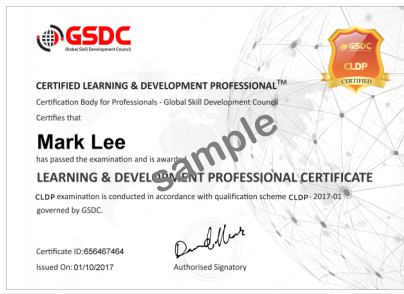 GSDC
Global Skill Development Council
GSDC
CLDP
CERTIFIED
CERTIFIED LEARNING & DEVELOPMENT PROFESSIONAL™
Certification Body for Professionals - Global Skill Development Council
Certifies that
Mark Lee
has passed the examination and is awarded
sample
LEARNING & DEVELOPMENT PROFESSIONAL CERTIFICATE
CLDP examination is conducted in accordance with qualification scheme CLDP - 2017-01
governed by GSDC.
Certificate ID:656467464
Issued On: 01/10/2017
Authorised Signatory